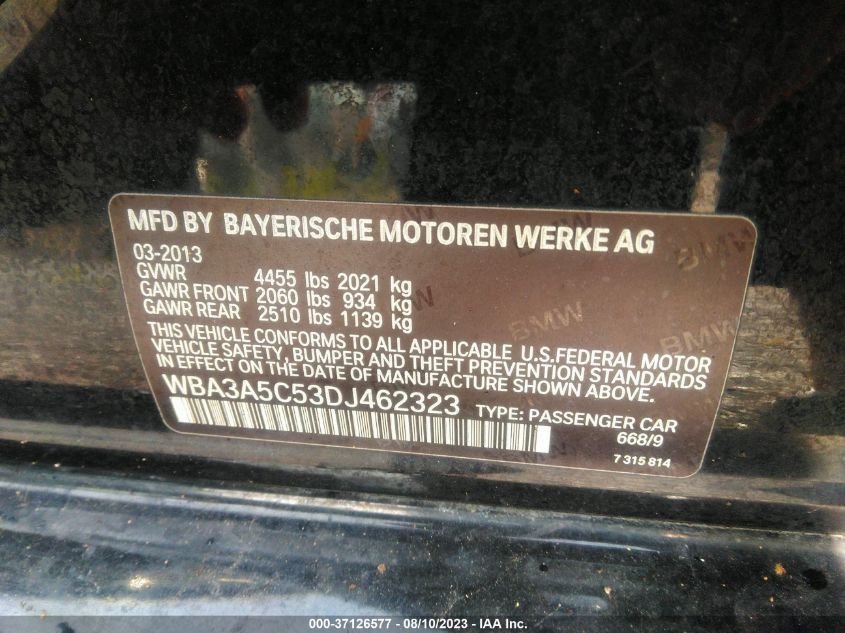 MFD BY BAYERISCHE MOTOREN WERKE AG
03-2013
GVWR 4455 lbs 2021 kg
GAWR FRONT 2060 lbs 934 kg
GAWR REAR 2510 lbs 1139 kg
THIS VEHICLE CONFORMS TO ALL APPLICABLE U.S.FEDERAL MOTOR
VEHICLE SAFETY, BUMPER AND THEFT PREVENTION STANDARDS
IN EFFECT ON THE DATE OF MANUFACTURE SHOWN ABOVE.
WBA3A5C53DJ462323 TYPE: PASSENGER CAR
668/9
7 315 814
BMW
BMW
BMW
000-37126577 — 08/10/2023 — IAA Inc.